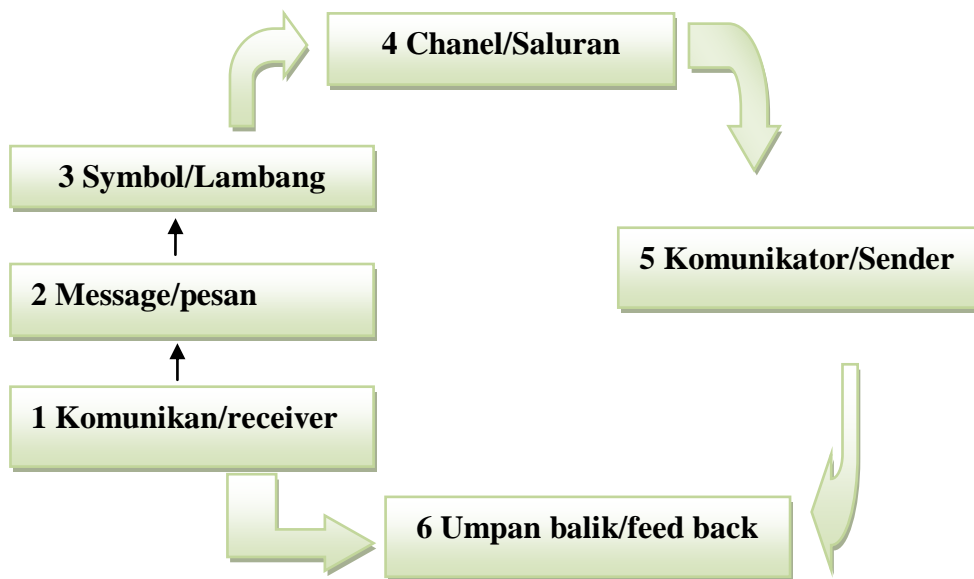 4 Chanel/Saluran
3 Symbol/Lambang
5 Komunikator/Sender
2 Message/pesan
1 Komunikan/receiver
6 Umpan balik/feed back